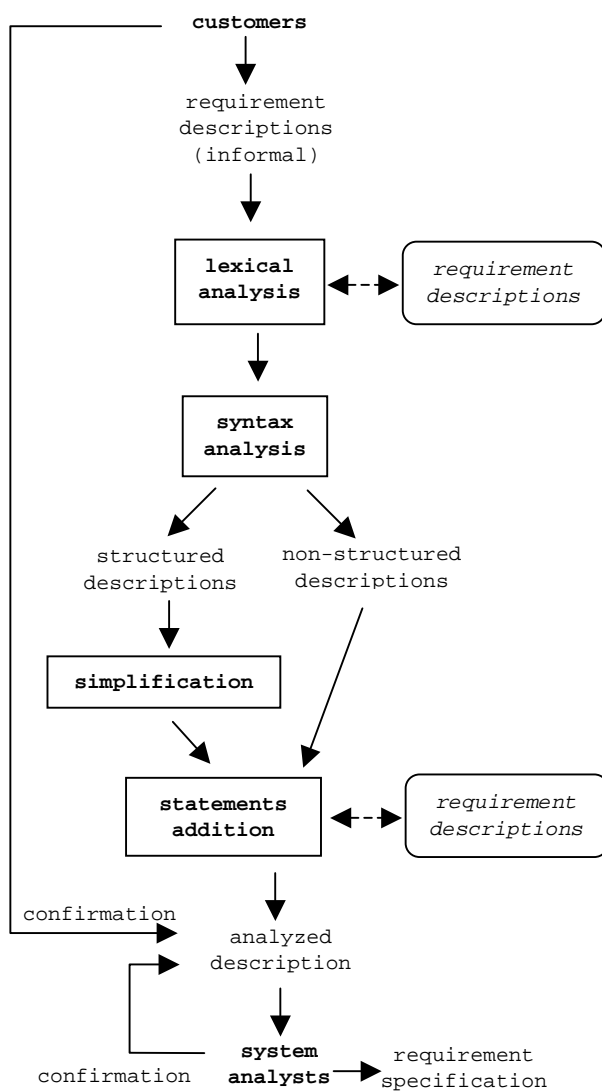 customers
requirement
descriptions
(informal)
lexical
analysis
requirement
descriptions
syntax
analysis
structured
descriptions
non-structured
descriptions
simplification
statements
addition
requirement
descriptions
confirmation
analyzed
description
confirmation
system
analysts
requirement
specification